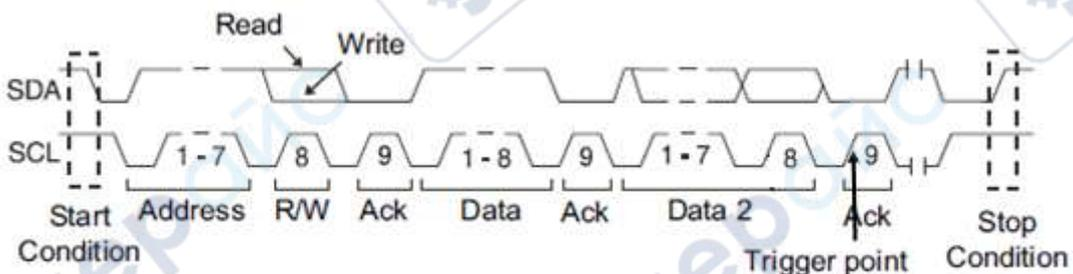 Read
Write
SDA
SCL
1 - 7 8 9 1 - 8 9 1 - 7 8 9
Start Condition
Address R/W Ack Data Ack Data 2 Ack
Stop Condition
Trigger point